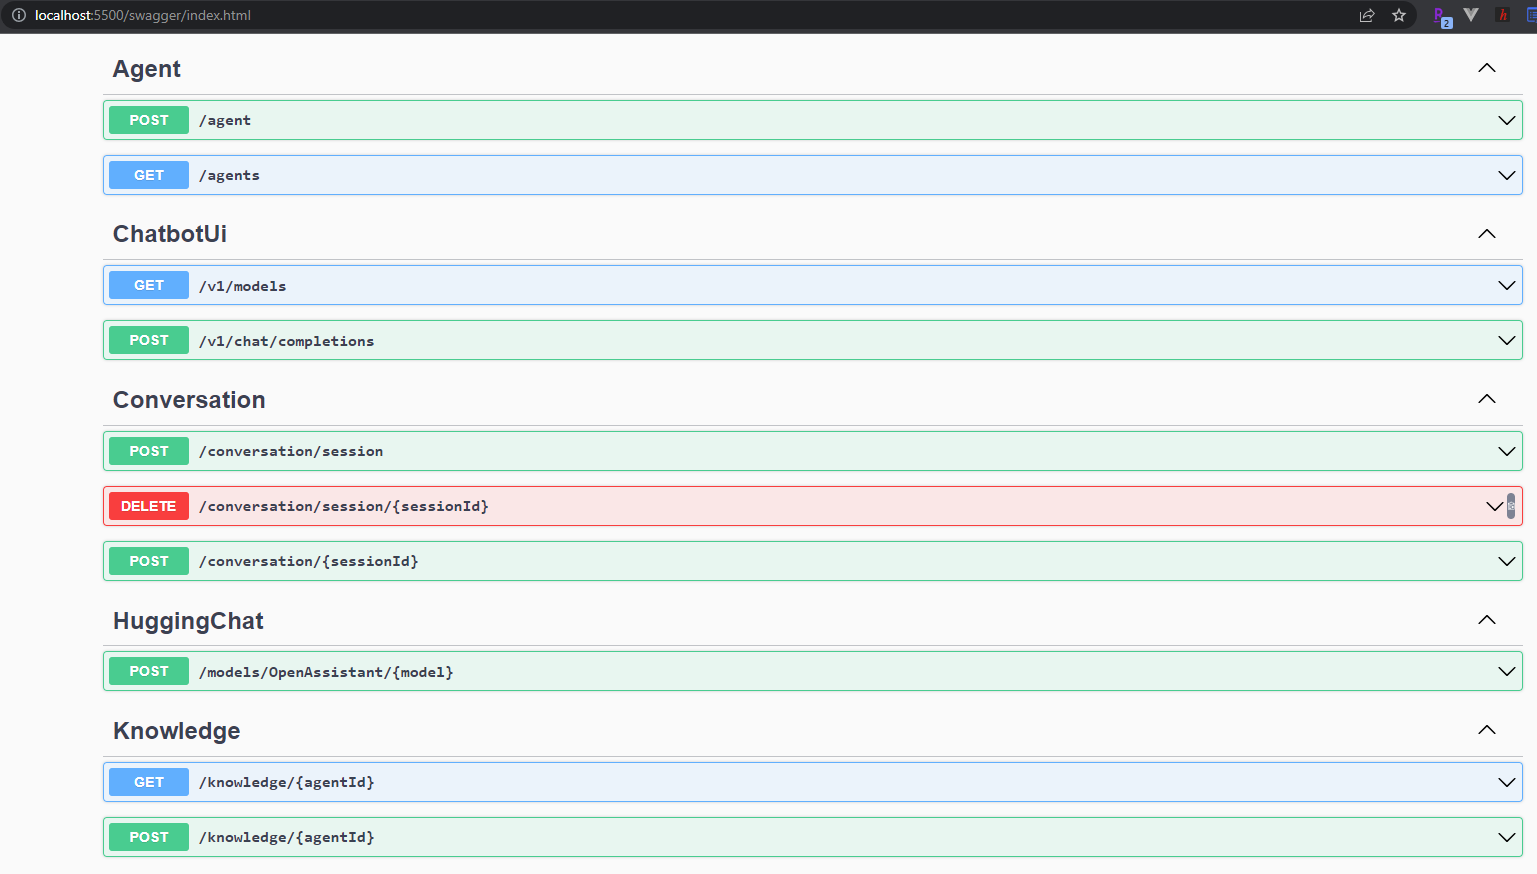 localhost:5500/swagger/index.html
2
h
Agent
POST /agent
GET /agents
ChatbotUi
GET /v1/models
POST /v1/chat/completions
Conversation
POST /conversation/session
DELETE /conversation/session/{sessionId}
POST /conversation/{sessionId}
HuggingChat
POST /models/OpenAssistant/{model}
Knowledge
GET /knowledge/{agentId}
POST /knowledge/{agentId}